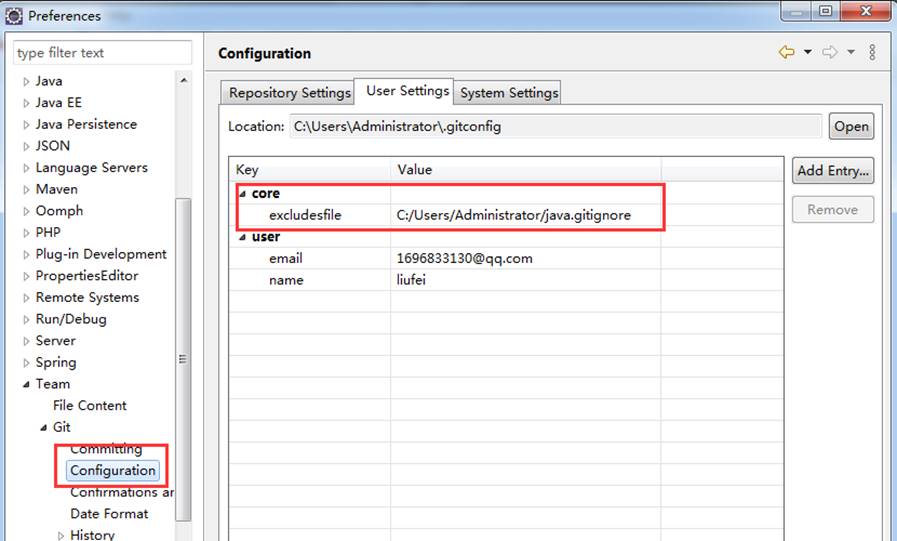 Preferences
type filter text
Java
Java EE
Java Persistence
JSON
Language Servers
Maven
Oomph
PHP
Plug-in Development
PropertiesEditor
Remote Systems
Run/Debug
Server
Spring
Team
File Content
Git
Committing
Configuration
Confirmations ar
Date Format
History
Configuration
Repository Settings User Settings System Settings
Location: C:\Users\Administrator\.gitconfig Open
Key Value
core
excludesfile C:/Users/Administrator/java.gitignore
user
email 1696833130@qq.com
name liufei
Add Entry...
Remove